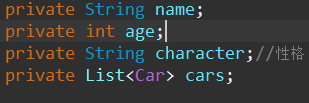 private String name;
private int age;
private String character;//性格
private List<Car> cars;